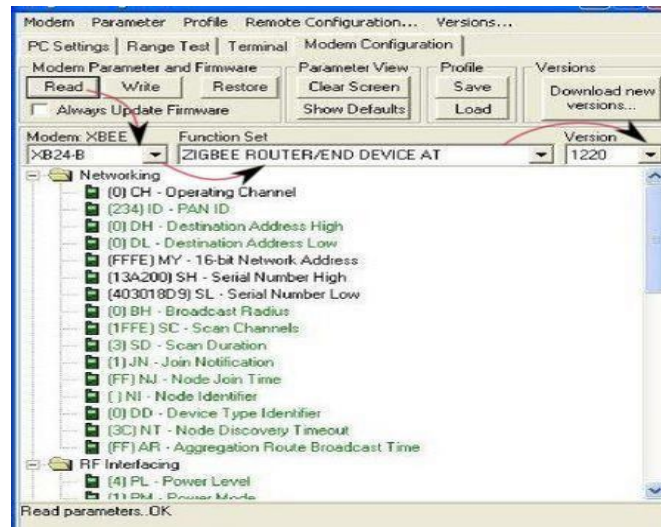 Modem Parameter Profile Remote Configuration... Versions...
PC Settings Range Test Terminal Modem Configuration
Modem Parameter and Firmware Parameter View Profile Versions
Read Write Restore Clear Screen Save Download new versions...
Always Update Firmware Show Defaults Load
Modem: XBEE Function Set Version
XB24-B ZIGBEE ROUTER/END DEVICE AT 1220
Networking
(0) CH - Operating Channel
(234) ID - PAN ID
(0) DH - Destination Address High
(0) DL - Destination Address Low
(FFFE) MY - 16-bit Network Address
(13A200) SH - Serial Number High
(403018D9) SL - Serial Number Low
(0) BH - Broadcast Radius
(1FFE) SC - Scan Channels
(3) SD - Scan Duration
(1) JN - Join Notification
(FF) NJ - Node Join Time
( ) NI - Node Identifier
(0) DD - Device Type Identifier
(3C) NT - Node Discovery Timeout
(FF) AR - Aggregation Route Broadcast Time
RF Interfacing
(4) PL - Power Level
(1) PM - Power Mode
Read parameters..OK